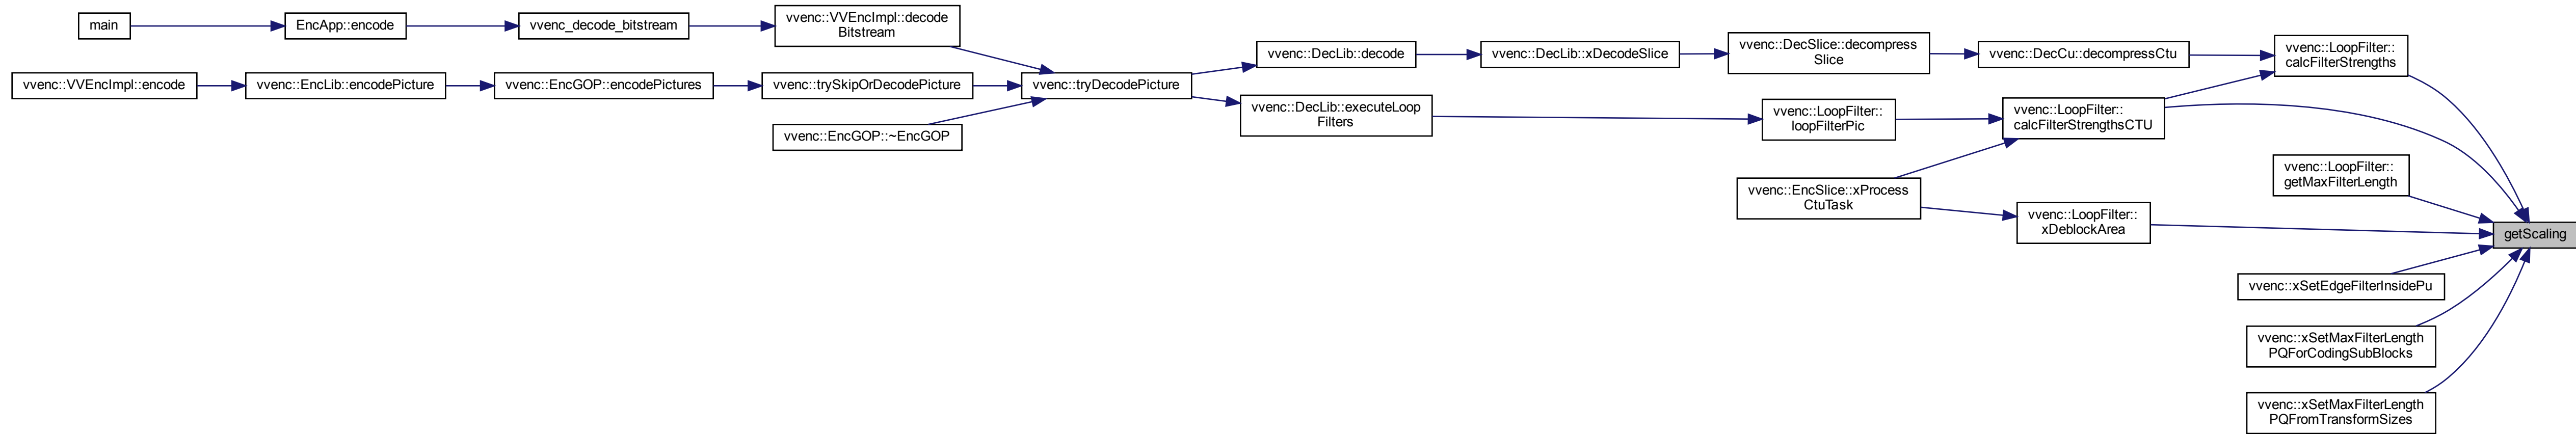 main
EncApp::encode
vvenc_decode_bitstream
vvenc::VVEncImpl::decode
Bitstream
vvenc::DecLib::decode
vvenc::DecLib::xDecodeSlice
vvenc::DecSlice::decompress
Slice
vvenc::DecCu::decompressCtu
vvenc::LoopFilter::
calcFilterStrengths
vvenc::VVEncImpl::encode
vvenc::EncLib::encodePicture
vvenc::EncGOP::encodePictures
vvenc::trySkipOrDecodePicture
vvenc::tryDecodePicture
vvenc::DecLib::executeLoop
Filters
vvenc::LoopFilter::
loopFilterPic
vvenc::LoopFilter::
calcFilterStrengthsCTU
vvenc::EncGOP::~EncGOP
vvenc::LoopFilter::
getMaxFilterLength
vvenc::EncSlice::xProcess
CtuTask
vvenc::LoopFilter::
xDeblockArea
getScaling
vvenc::xSetEdgeFilterInsidePu
vvenc::xSetMaxFilterLength
PQForCodingSubBlocks
vvenc::xSetMaxFilterLength
PQFromTransformSizes